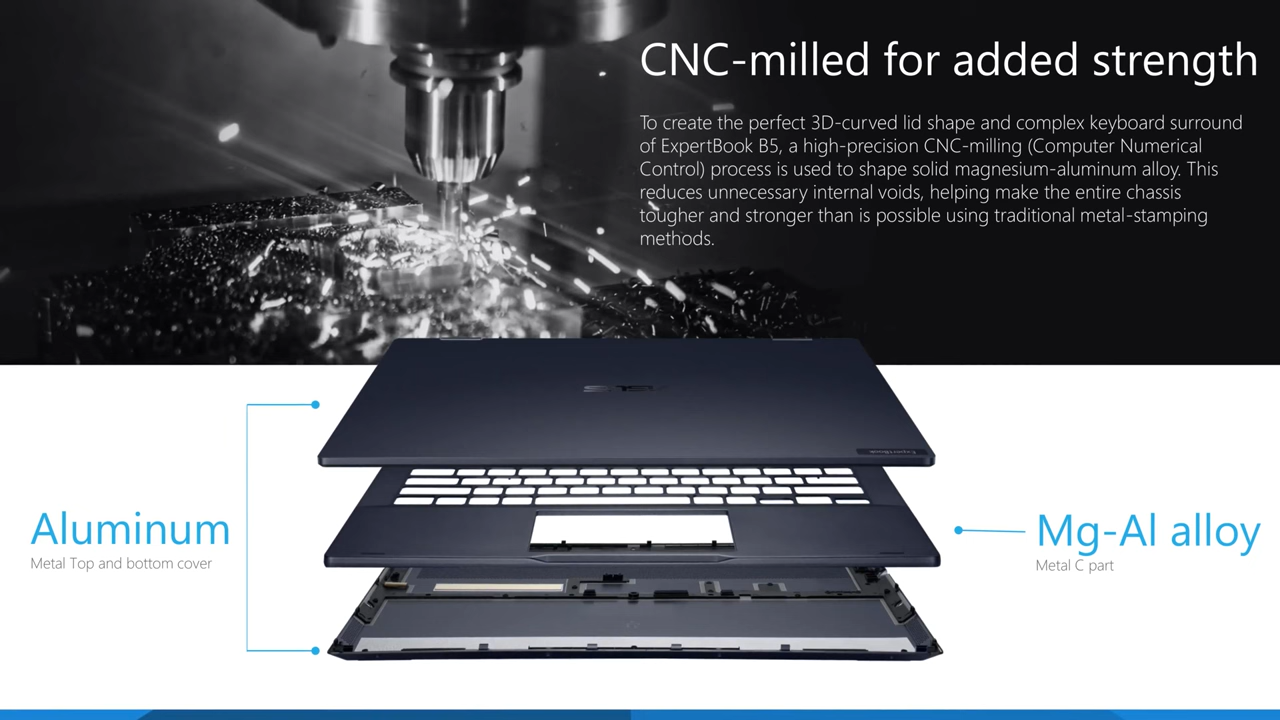 CNC-milled for added strength
To create the perfect 3D-curved lid shape and complex keyboard surround
of ExpertBook B5, a high-precision CNC-milling (Computer Numerical
Control) process is used to shape solid magnesium-aluminum alloy. This
reduces unnecessary internal voids, helping make the entire chassis
tougher and stronger than is possible using traditional metal-stamping
methods.
ASUS
ExpertBook
Aluminum
Metal Top and bottom cover
Mg-Al alloy
Metal C part